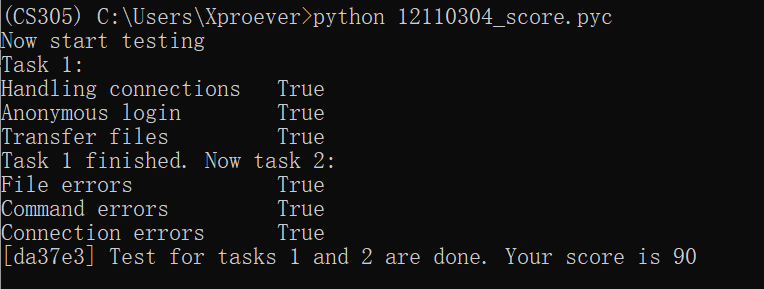 (CS305) C:\Users\Xproever>python 12110304_score.pyc
Now start testing
Task 1:
Handling connections   True
Anonymous login        True
Transfer files         True
Task 1 finished. Now task 2:
File errors            True
Command errors         True
Connection errors      True
[da37e3] Test for tasks 1 and 2 are done. Your score is 90